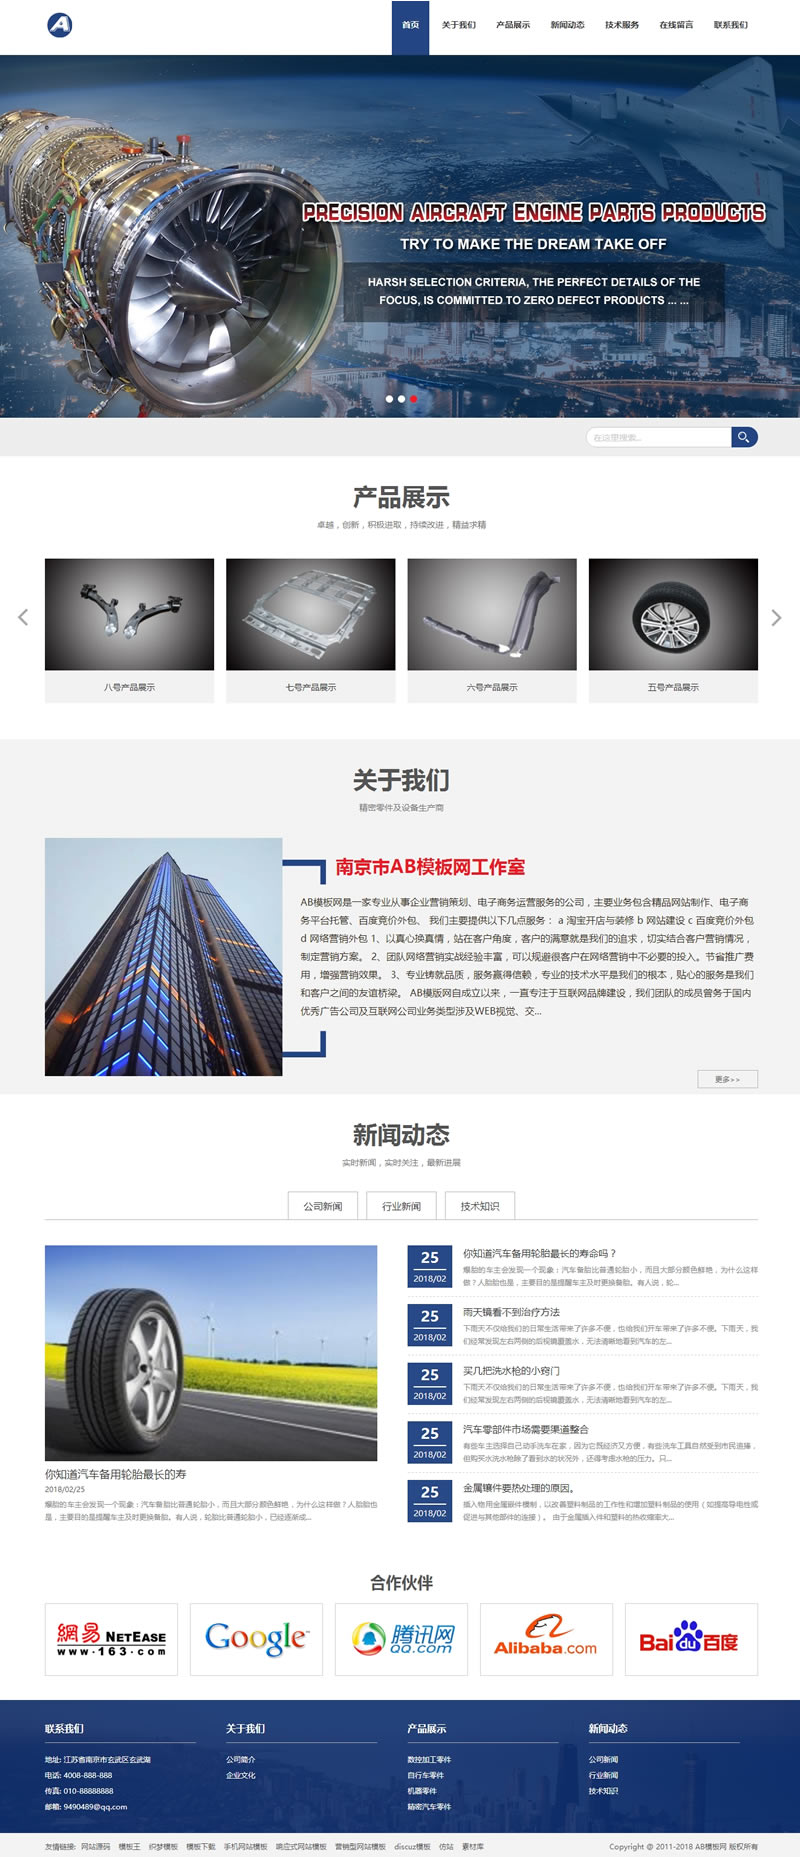 A
首页 关于我们 产品展示 新闻动态 技术服务 在线留言 联系我们
PRECISION AIRCRAFT ENGINE PARTS PRODUCTS
TRY TO MAKE THE DREAM TAKE OFF
HARSH SELECTION CRITERIA, THE PERFECT DETAILS OF THE
FOCUS, IS COMMITTED TO ZERO DEFECT PRODUCTS ... ...
在这里搜索...
产品展示
卓越，创新，积极进取，持续改进，精益求精
八号产品展示 七号产品展示 六号产品展示 五号产品展示
关于我们
精密零件及设备生产商
南京市AB模板网工作室
AB模板网是一家专业从事企业营销策划、电子商务运营服务的公司，主要业务包含精品网站制作、电子商
务平台托管、百度竞价外包、 我们主要提供以下几点服务： a 淘宝开店与装修 b 网站建设 c 百度竞价外包
d 网络营销外包 1、以真心换真情，站在客户角度，客户的满意就是我们的追求，切实结合客户营销情况，
制定营销方案。 2、团队网络营销实战经验丰富，可以规避很客户在网络营销中不必要的投入。节省推广费
用，增强营销效果。 3、专业铸就品质，服务赢得信赖，专业的技术水平是我们的根本，贴心的服务是我们
和客户之间的友谊桥梁。 AB模版网自成立以来，一直专注于互联网品牌建设，我们团队的成员曾务于国内
优秀广告公司及互联网公司业务类型涉及WEB视觉、交...
更多>>
新闻动态
实时新闻，实时关注，最新进展
公司新闻 行业新闻 技术知识
你知道汽车备用轮胎最长的寿
2018/02/25
爆胎的车主会发现一个现象：汽车备胎比普通轮胎小，而且大部分颜色鲜艳，为什么这样做？人胎胎也
是，主要目的是提醒车主及时更换备胎。有人说，轮胎比普通轮胎小，已经逐渐成...
25
2018/02
你知道汽车备用轮胎最长的寿命吗？
爆胎的车主会发现一个现象：汽车备胎比普通轮胎小，而且大部分颜色鲜艳，为什么这样
做？人胎胎也是，主要目的是提醒车主及时更换备胎。有人说，轮...
25
2018/02
雨天镜看不到治疗方法
下雨天不仅给我们的日常生活带来了许多不便，也给我们开车带来了许多不便。下雨天，我
们经常发现左右两侧的后视镜覆盖水，无法清晰地看到汽车的左...
25
2018/02
买几把洗水枪的小窍门
下雨天不仅给我们的日常生活带来了许多不便，也给我们开车带来了许多不便。下雨天，我
们经常发现左右两侧的后视镜覆盖水，无法清晰地看到汽车的左...
25
2018/02
汽车零部件市场需要渠道整合
有些车主选择自己动手洗车在家，因为它既经济又方便，有些洗车工具自然受到市民追捧，
但购买水洗水枪除了看到水的状况外，还得考虑水枪的压力。只...
25
2018/02
金属镶件要热处理的原因。
插入物用金属嵌件模制，以改善塑料制品的工作性和增加塑料制品的使用（如提高导电性或
促进与其他部件的连接）。 由于金属插入件和塑料的热收缩率大...
合作伙伴
網易 NETEASE
www·163.com
Google
腾讯网
QQ.com
Alibaba.com
Bai du 百度
联系我们 关于我们 产品展示 新闻动态
地址: 江苏省南京市玄武区玄武湖 公司简介 数控加工零件 公司新闻
电话: 4008-888-888 企业文化 自行车零件 行业新闻
传真: 010-88888888 机器零件 技术知识
邮箱: 9490489@qq.com 精密汽车零件
友情链接: 网站源码 模板王 织梦模板 模板下载 手机网站模板 响应式网站模板 营销型网站模板 discuz模板 仿站 素材库 Copyright @ 2011-2018 AB模板网 版权所有